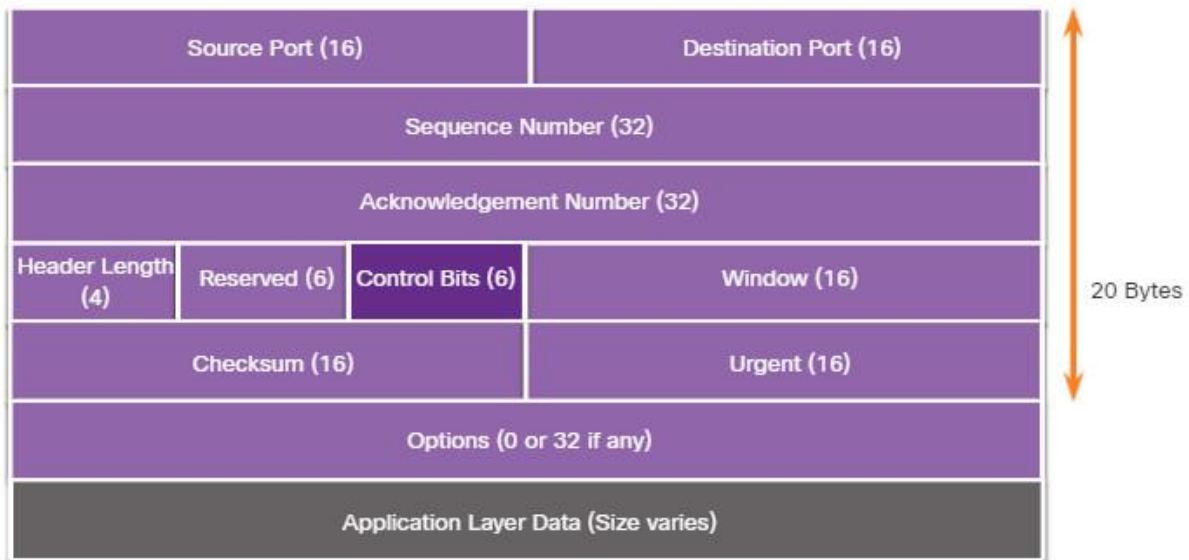 Source Port (16)
Destination Port (16)
Sequence Number (32)
Acknowledgement Number (32)
Header Length
(4)
Reserved (6)
Control Bits (6)
Window (16)
20 Bytes
Checksum (16)
Urgent (16)
Options (0 or 32 if any)
Application Layer Data (Size varies)